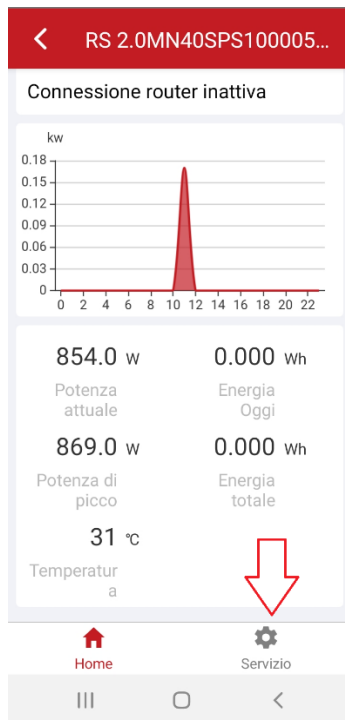 RS 2.0MN40SPS100005...
Connessione router inattiva
kw
0.18
0.15
0.12
0.09
0.06
0.03
0
0 2 4 6 8 10 12 14 16 18 20 22
854.0 W 0.000 Wh
Potenza Energia
attuale Oggi
869.0 W 0.000 Wh
Potenza di Energia
picco totale
31 ℃
Temperatur
a
Home Servizio